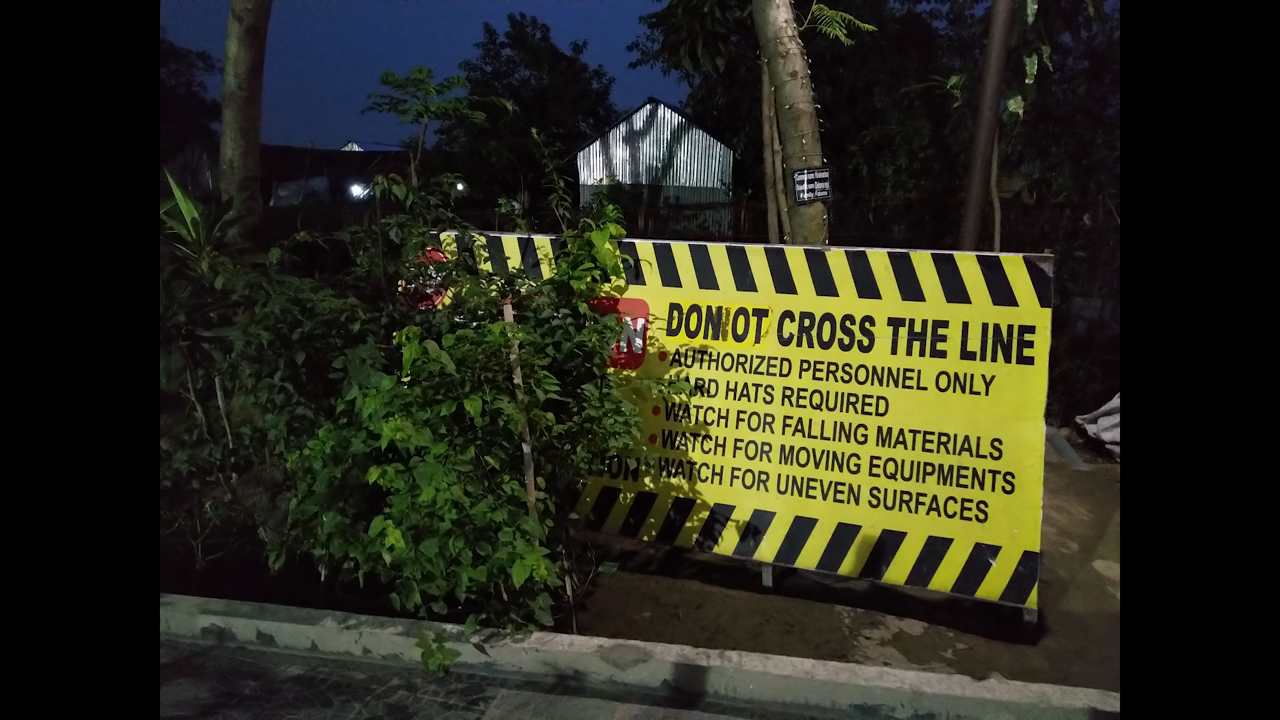 DONOT CROSS THE LINE
AUTHORIZED PERSONNEL ONLY
HARD HATS REQUIRED
WATCH FOR FALLING MATERIALS
WATCH FOR MOVING EQUIPMENTS
WATCH FOR UNEVEN SURFACES